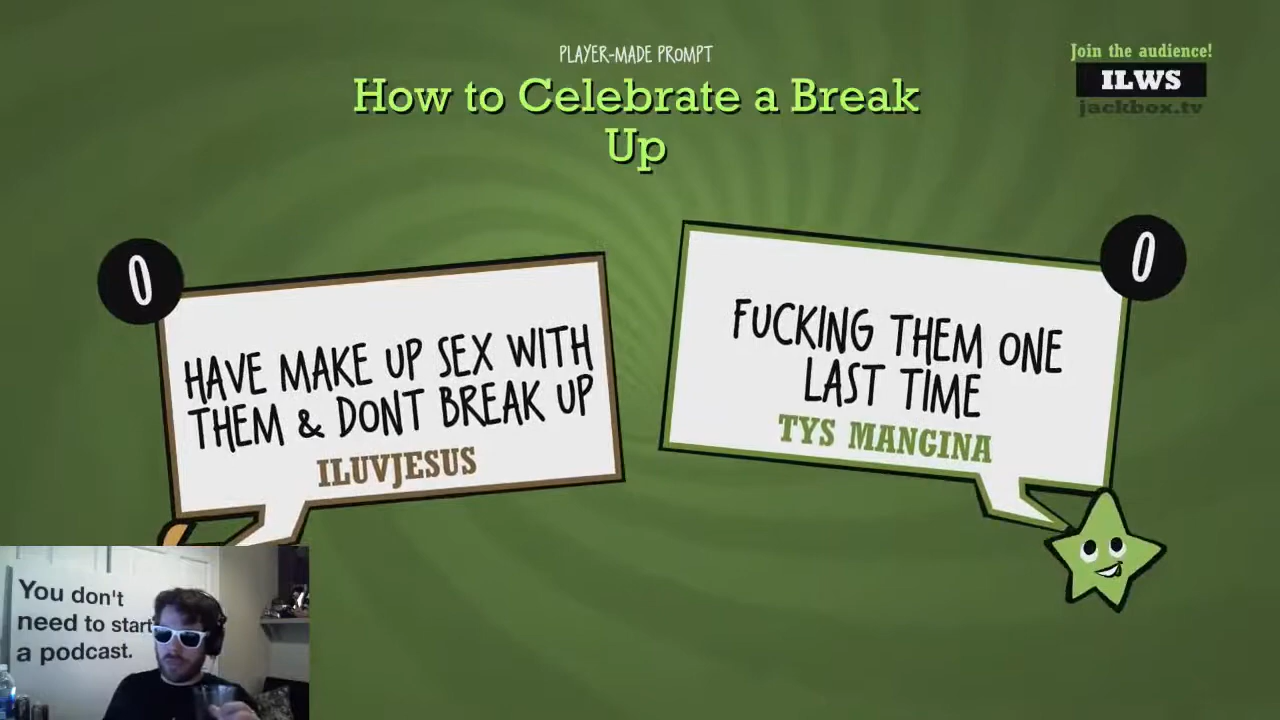 PLAYER-MADE PROMPT
How to Celebrate a Break
Up
Join the audience!
ILWS
jackbox.tv
0
HAVE MAKE UP SEX WITH
THEM & DONT BREAK UP
ILUVJESUS
0
FUCKING THEM ONE
LAST TIME
TYS MANGINA
You don't
need to start
a podcast.